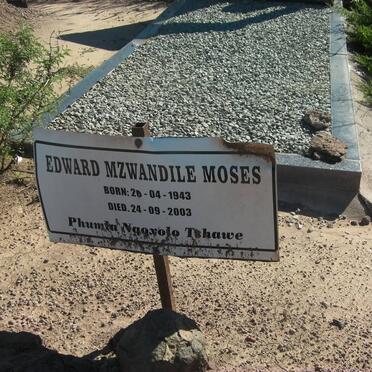 EDWARD MZWANDILE MOSES
BORN: 26 - 04 - 1943
DIED. 24 - 09 - 2003
Phumla Ngoxolo Tshawe